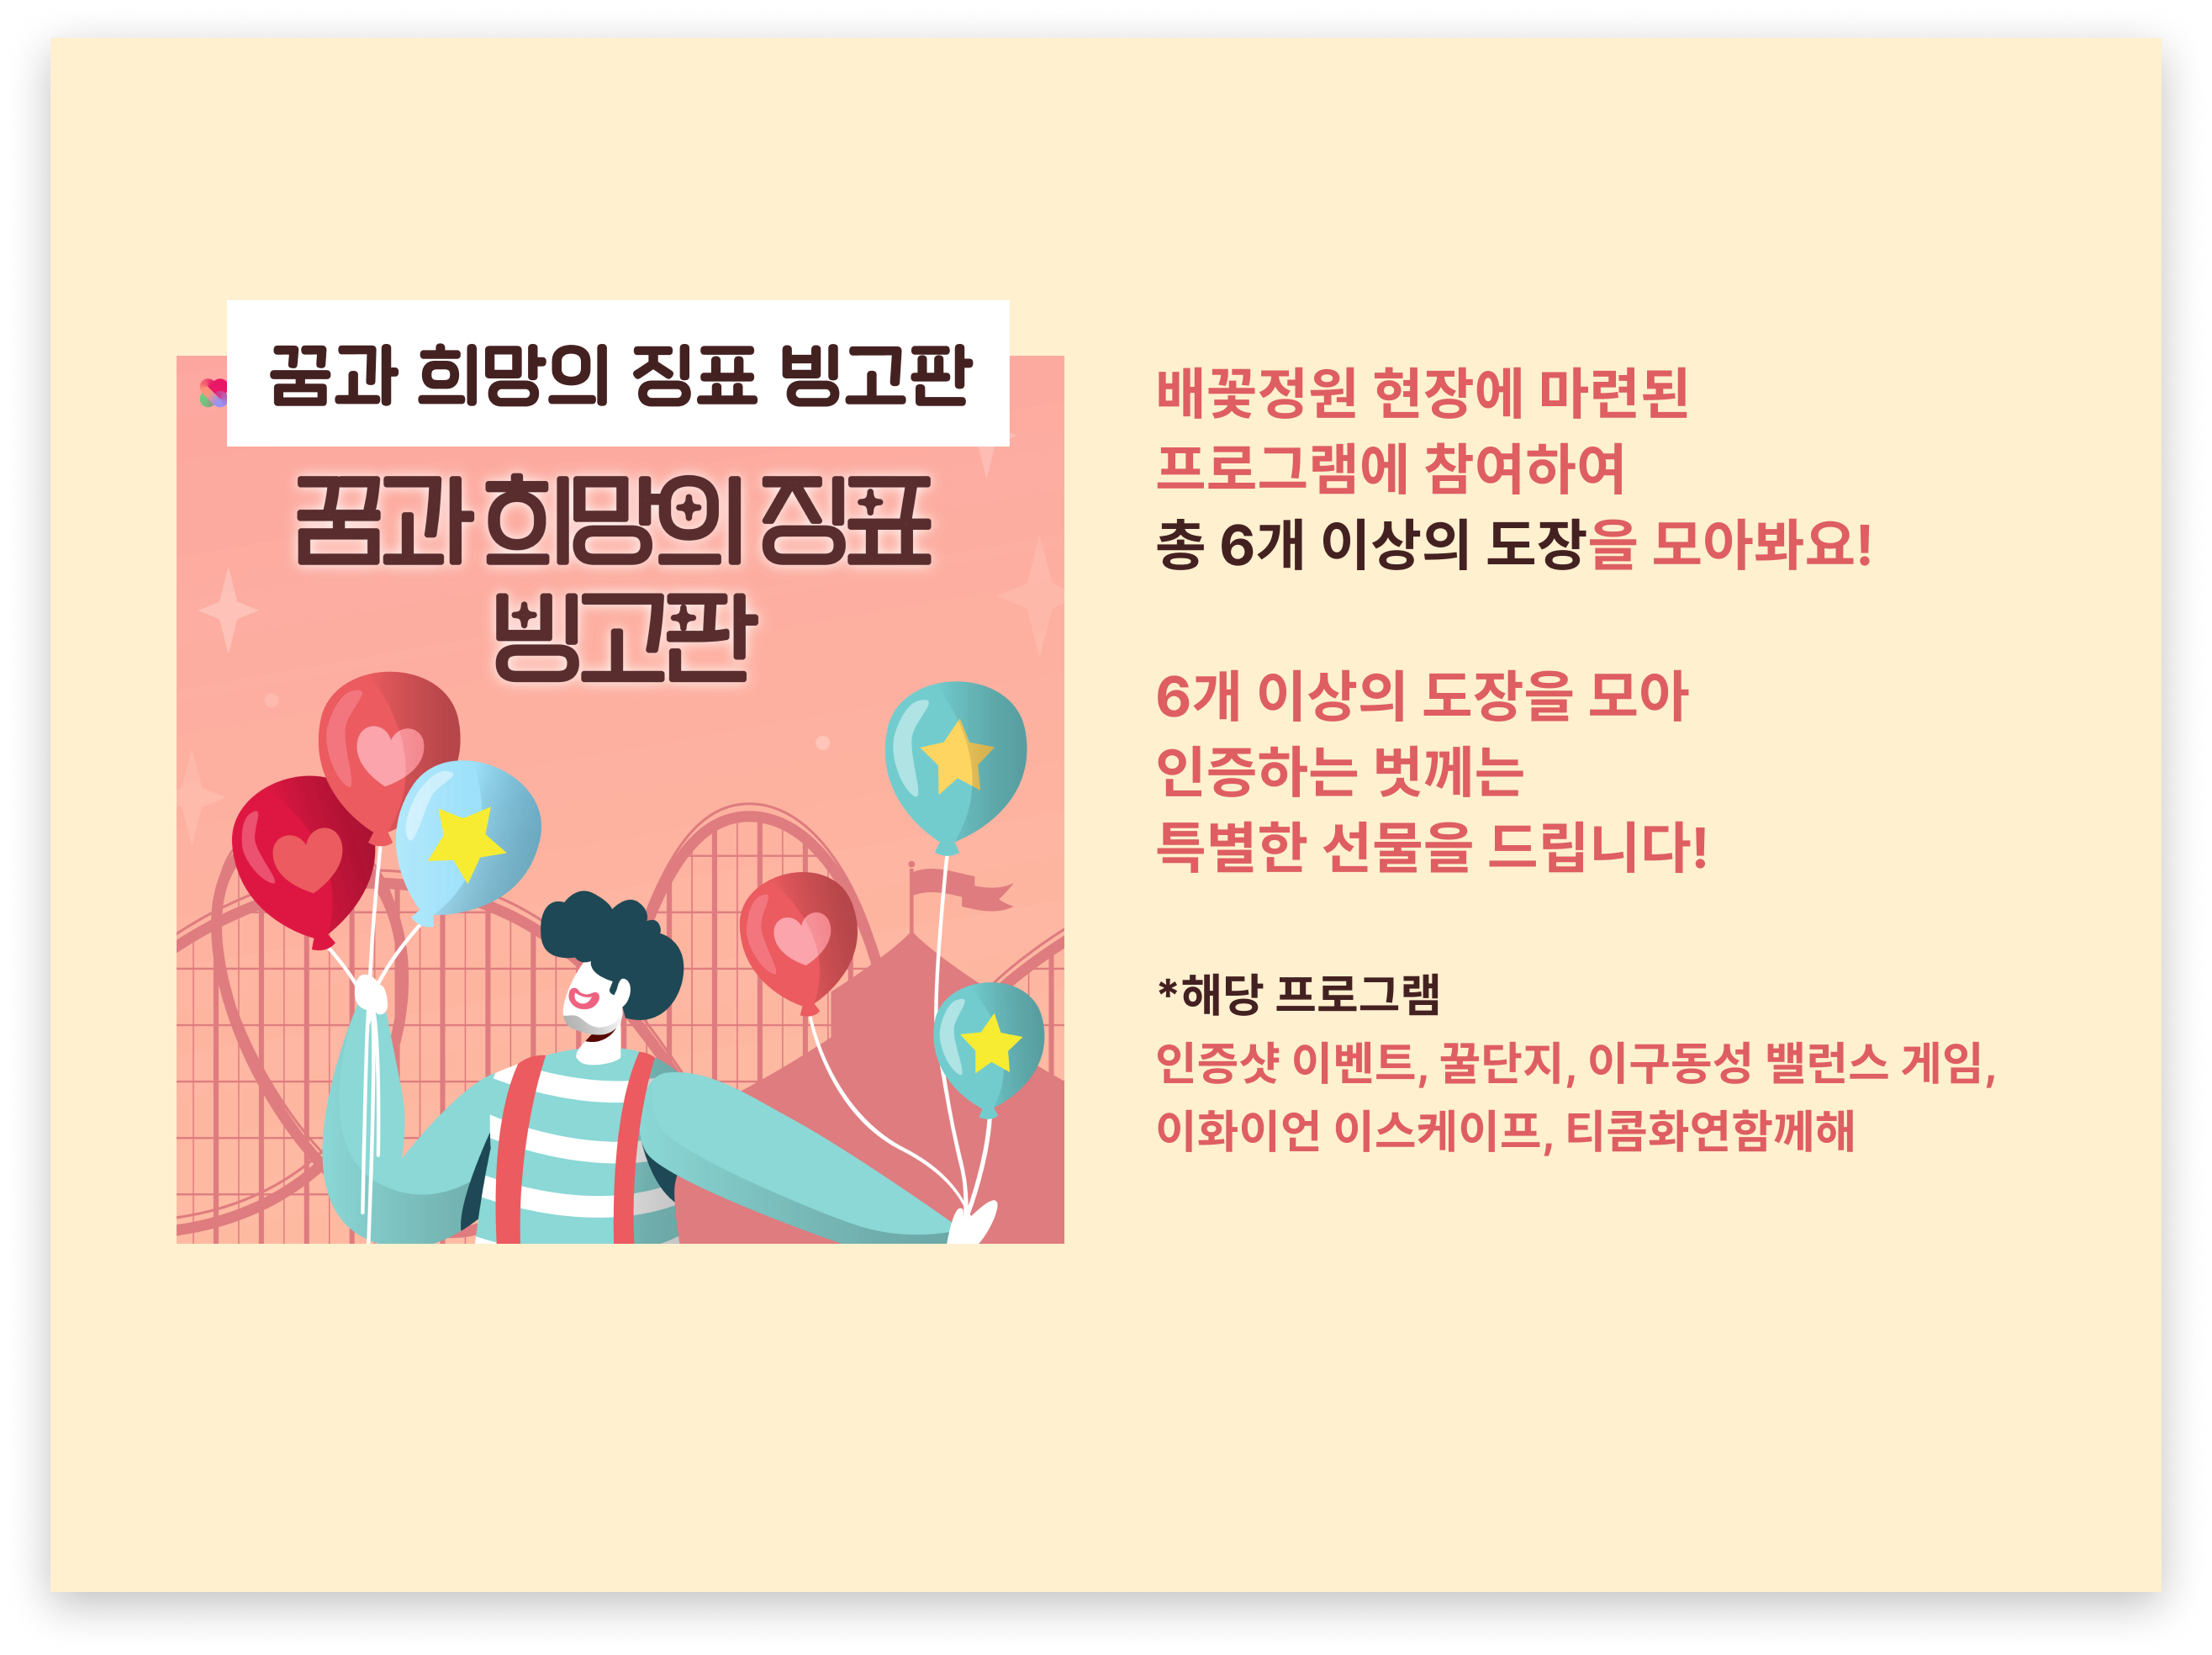 꿈과 희망의 징표 빙고판
꿈과 희망의 징표
빙고판
배꽃정원 현장에 마련된
프로그램에 참여하여
총 6개 이상의 도장을 모아봐요!
6개 이상의 도장을 모아
인증하는 벗께는
특별한 선물을 드립니다!
*해당 프로그램
인증샷 이벤트, 꿀단지, 이구동성 밸런스 게임,
이화이언 이스케이프, 티콤화연함께해